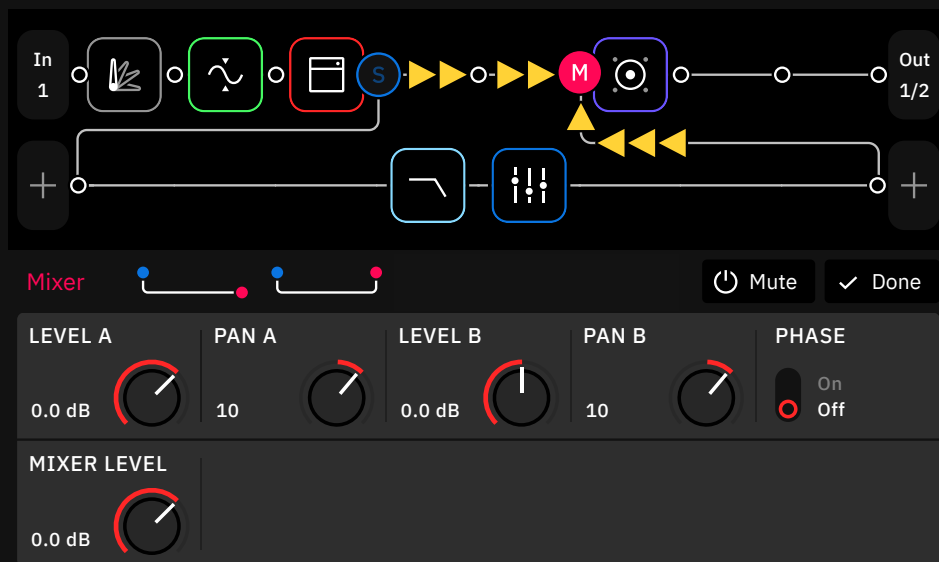 In
1
S
M
Out
1/2
Mixer
Mute
Done
LEVEL A
PAN A
LEVEL B
PAN B
PHASE
On
Off
0.0 dB
10
0.0 dB
10
MIXER LEVEL
0.0 dB